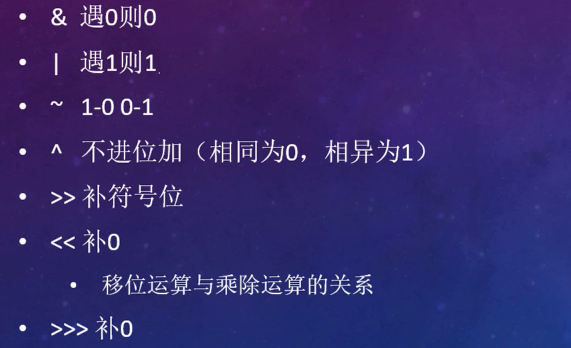 • & 遇0则0
• | 遇1则1
• ~ 1-0 0-1
• ^ 不进位加（相同为0，相异为1）
• >> 补符号位
• << 补0
• 移位运算与乘除运算的关系
• >>> 补0